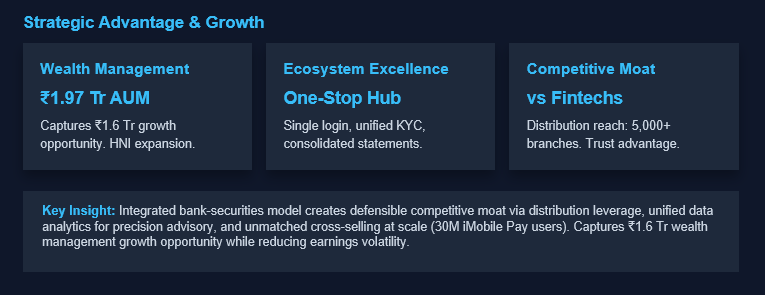 Strategic Advantage & Growth
Wealth Management
₹1.97 Tr AUM
Captures ₹1.6 Tr growth
opportunity. HNI expansion.
Ecosystem Excellence
One-Stop Hub
Single login, unified KYC,
consolidated statements.
Competitive Moat
vs Fintechs
Distribution reach: 5,000+
branches. Trust advantage.
Key Insight: Integrated bank-securities model creates defensible competitive moat via distribution leverage, unified data
analytics for precision advisory, and unmatched cross-selling at scale (30M iMobile Pay users). Captures ₹1.6 Tr wealth
management growth opportunity while reducing earnings volatility.